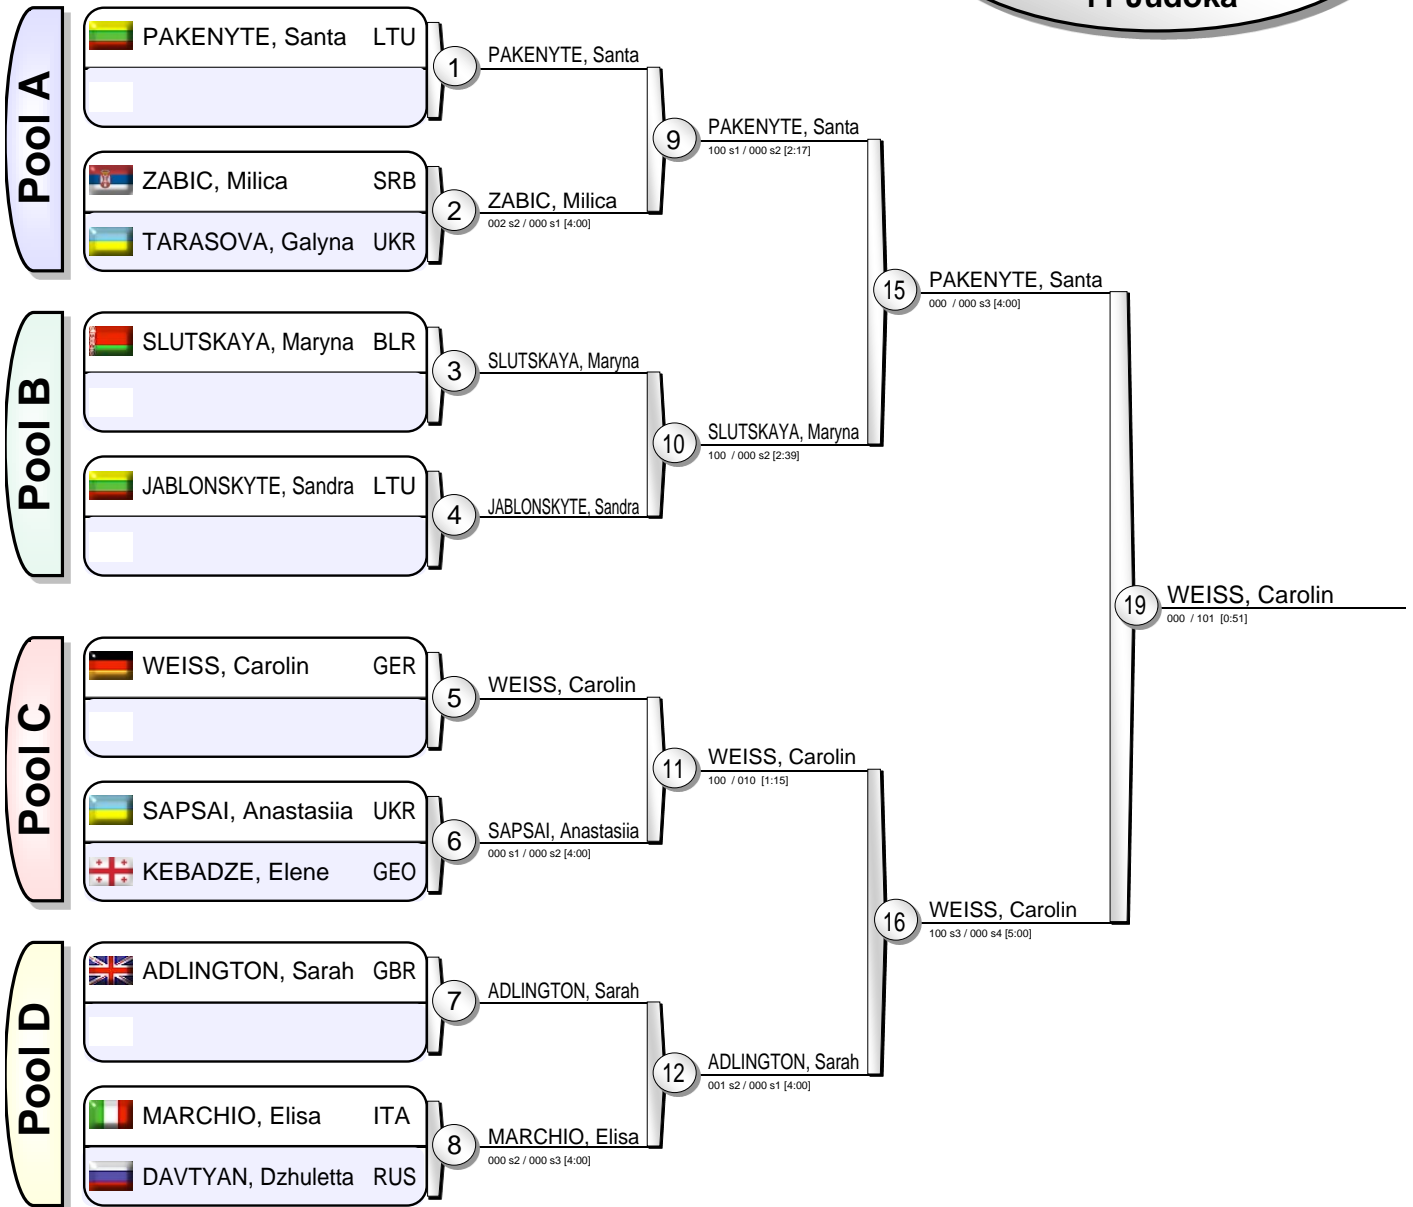 11 Judoka
Pool A
PAKENYTE, Santa LTU
1
PAKENYTE, Santa
ZABIC, Milica SRB
TARASOVA, Galyna UKR
2
ZABIC, Milica
002 s2 / 000 s1 [4:00]
9
PAKENYTE, Santa
100 s1 / 000 s2 [2:17]
Pool B
SLUTSKAYA, Maryna BLR
3
SLUTSKAYA, Maryna
JABLONSKYTE, Sandra LTU
4
JABLONSKYTE, Sandra
10
SLUTSKAYA, Maryna
100 / 000 s2 [2:39]
15
PAKENYTE, Santa
000 / 000 s3 [4:00]
Pool C
WEISS, Carolin GER
5
WEISS, Carolin
SAPSAI, Anastasiia UKR
KEBADZE, Elene GEO
6
SAPSAI, Anastasiia
000 s1 / 000 s2 [4:00]
11
WEISS, Carolin
100 / 010 [1:15]
Pool D
ADLINGTON, Sarah GBR
7
ADLINGTON, Sarah
MARCHIO, Elisa ITA
DAVTYAN, Dzhuletta RUS
8
MARCHIO, Elisa
000 s2 / 000 s3 [4:00]
12
ADLINGTON, Sarah
001 s2 / 000 s1 [4:00]
16
WEISS, Carolin
100 s3 / 000 s4 [5:00]
19
WEISS, Carolin
000 / 101 [0:51]